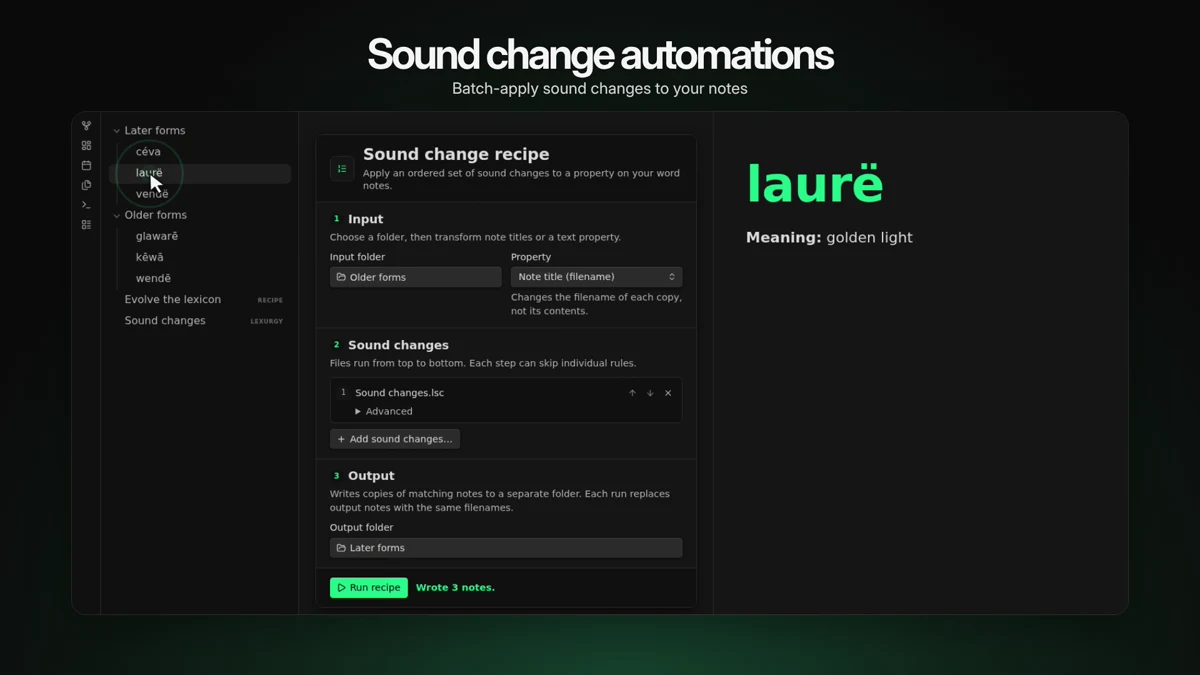 Sound change automations
Batch-apply sound changes to your notes
Later forms
céva
laurë
vendë
Older forms
glawarē
kēwā
wendē
Evolve the lexicon RECIPE
Sound changes LEXURGY
Sound change recipe
Apply an ordered set of sound changes to a property on your word
notes.
1 Input
Choose a folder, then transform note titles or a text property.
Input folder
Older forms
Property
Note title (filename)
Changes the filename of each copy,
not its contents.
2 Sound changes
Files run from top to bottom. Each step can skip individual rules.
1 Sound changes.lsc
Advanced
+ Add sound changes...
3 Output
Writes copies of matching notes to a separate folder. Each run replaces
output notes with the same filenames.
Output folder
Later forms
Run recipe
Wrote 3 notes.
laurë
Meaning: golden light